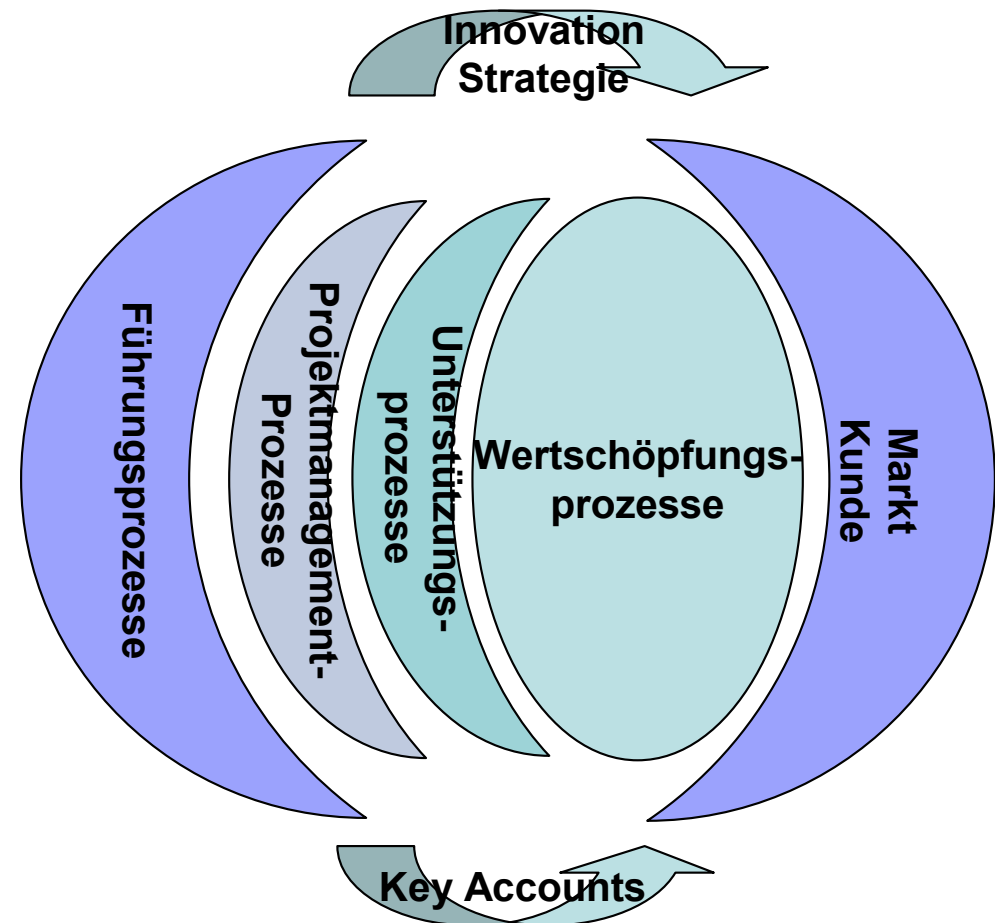 Innovation
Strategie
Führungsprozesse
Projektmanagement-
Prozesse
Unterstützungs-
prozesse
Wertschöpfungs-
prozesse
Markt
Kunde
Key Accounts